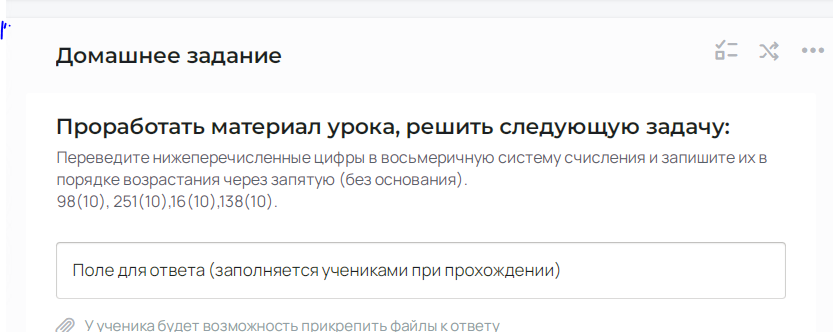 Домашнее задание
Проработать материал урока, решить следующую задачу:
Переведите нижеперечисленные цифры в восьмеричную систему счисления и запишите их в
порядке возрастания через запятую (без основания).
98(10), 251(10),16(10),138(10).
Поле для ответа (заполняется учениками при прохождении)
У ученика будет возможность прикрепить файлы к ответу